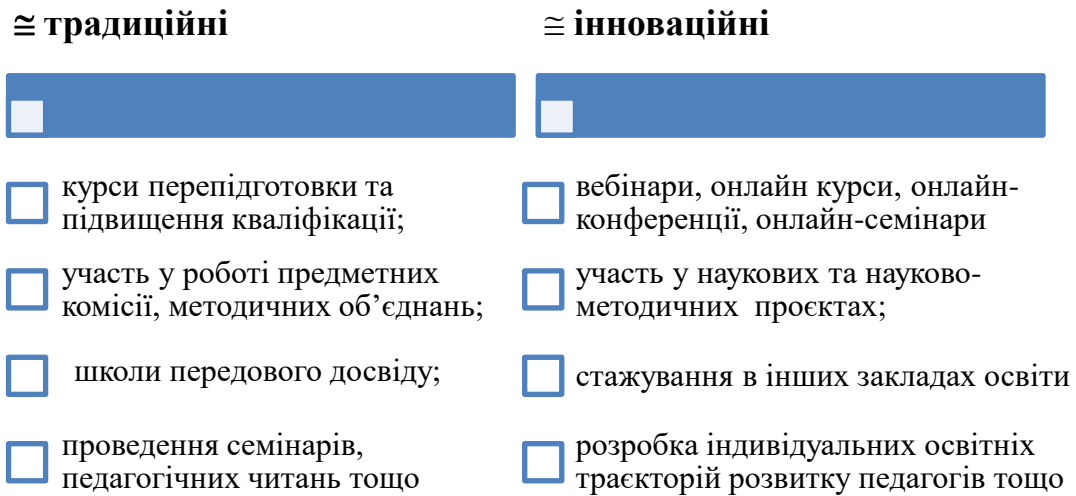 ≅ традиційні
курси перепідготовки та
підвищення кваліфікації;
участь у роботі предметних
комісії, методичних об’єднань;
школи передового досвіду;
проведення семінарів,
педагогічних читань тощо
≅ інноваційні
вебінари, онлайн курси, онлайн-
конференції, онлайн-семінари
участь у наукових та науково-
методичних проєктах;
стажування в інших закладах освіти
розробка індивідуальних освітніх
траєкторій розвитку педагогів тощо